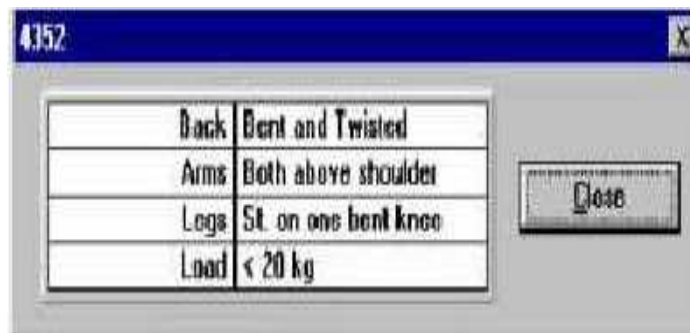 4352
X
Back Bent and Twisted
Arms Both above shoulder
Legs St. on one bent knee
Close
Load < 20 kg